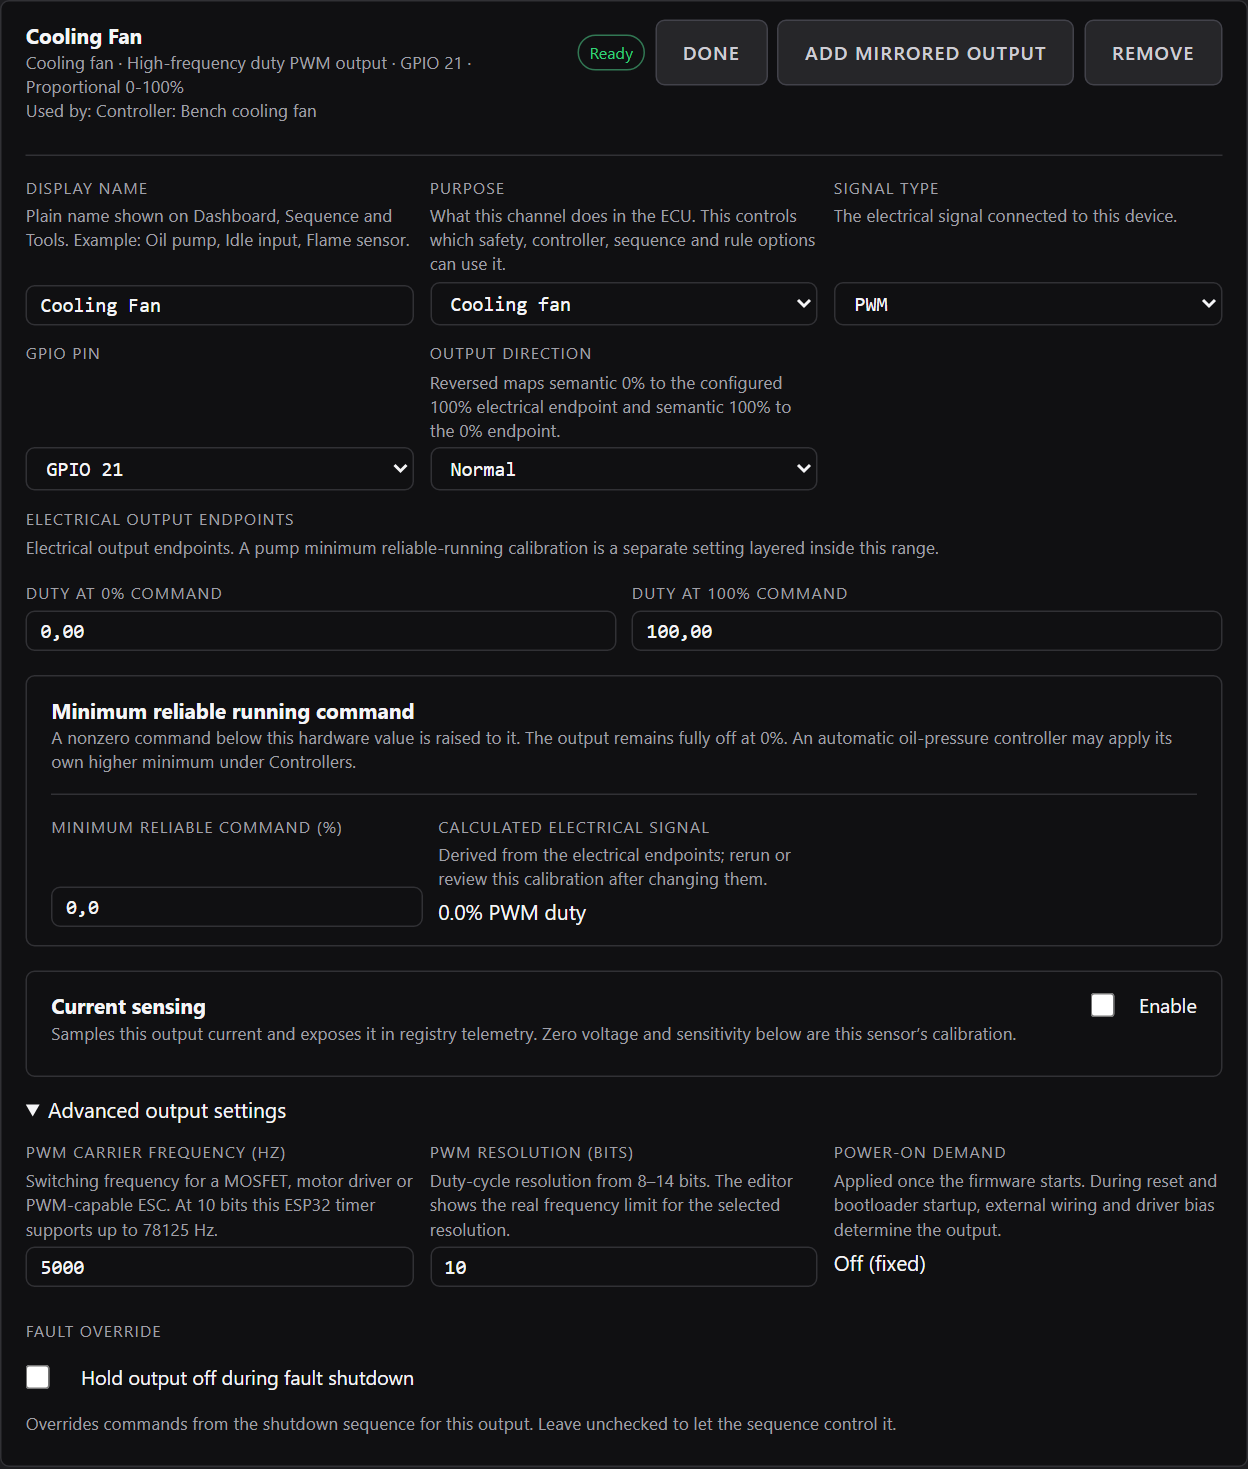 Cooling Fan
Cooling fan · High-frequency duty PWM output · GPIO 21 ·
Proportional 0-100%
Used by: Controller: Bench cooling fan
Ready
DONE
ADD MIRRORED OUTPUT
REMOVE
DISPLAY NAME
Plain name shown on Dashboard, Sequence and
Tools. Example: Oil pump, Idle input, Flame sensor.
Cooling Fan
PURPOSE
What this channel does in the ECU. This controls
which safety, controller, sequence and rule options
can use it.
Cooling fan
SIGNAL TYPE
The electrical signal connected to this device.
PWM
GPIO PIN
GPIO 21
OUTPUT DIRECTION
Reversed maps semantic 0% to the configured
100% electrical endpoint and semantic 100% to
the 0% endpoint.
Normal
ELECTRICAL OUTPUT ENDPOINTS
Electrical output endpoints. A pump minimum reliable-running calibration is a separate setting layered inside this range.
DUTY AT 0% COMMAND
0,00
DUTY AT 100% COMMAND
100,00
Minimum reliable running command
A nonzero command below this hardware value is raised to it. The output remains fully off at 0%. An automatic oil-pressure controller may apply its
own higher minimum under Controllers.
MINIMUM RELIABLE COMMAND (%)
0,0
CALCULATED ELECTRICAL SIGNAL
Derived from the electrical endpoints; rerun or
review this calibration after changing them.
0.0% PWM duty
Current sensing
Samples this output current and exposes it in registry telemetry. Zero voltage and sensitivity below are this sensor's calibration.
Enable
▼ Advanced output settings
PWM CARRIER FREQUENCY (HZ)
Switching frequency for a MOSFET, motor driver or
PWM-capable ESC. At 10 bits this ESP32 timer
supports up to 78125 Hz.
5000
PWM RESOLUTION (BITS)
Duty-cycle resolution from 8–14 bits. The editor
shows the real frequency limit for the selected
resolution.
10
POWER-ON DEMAND
Applied once the firmware starts. During reset and
bootloader startup, external wiring and driver bias
determine the output.
Off (fixed)
FAULT OVERRIDE
Hold output off during fault shutdown
Overrides commands from the shutdown sequence for this output. Leave unchecked to let the sequence control it.